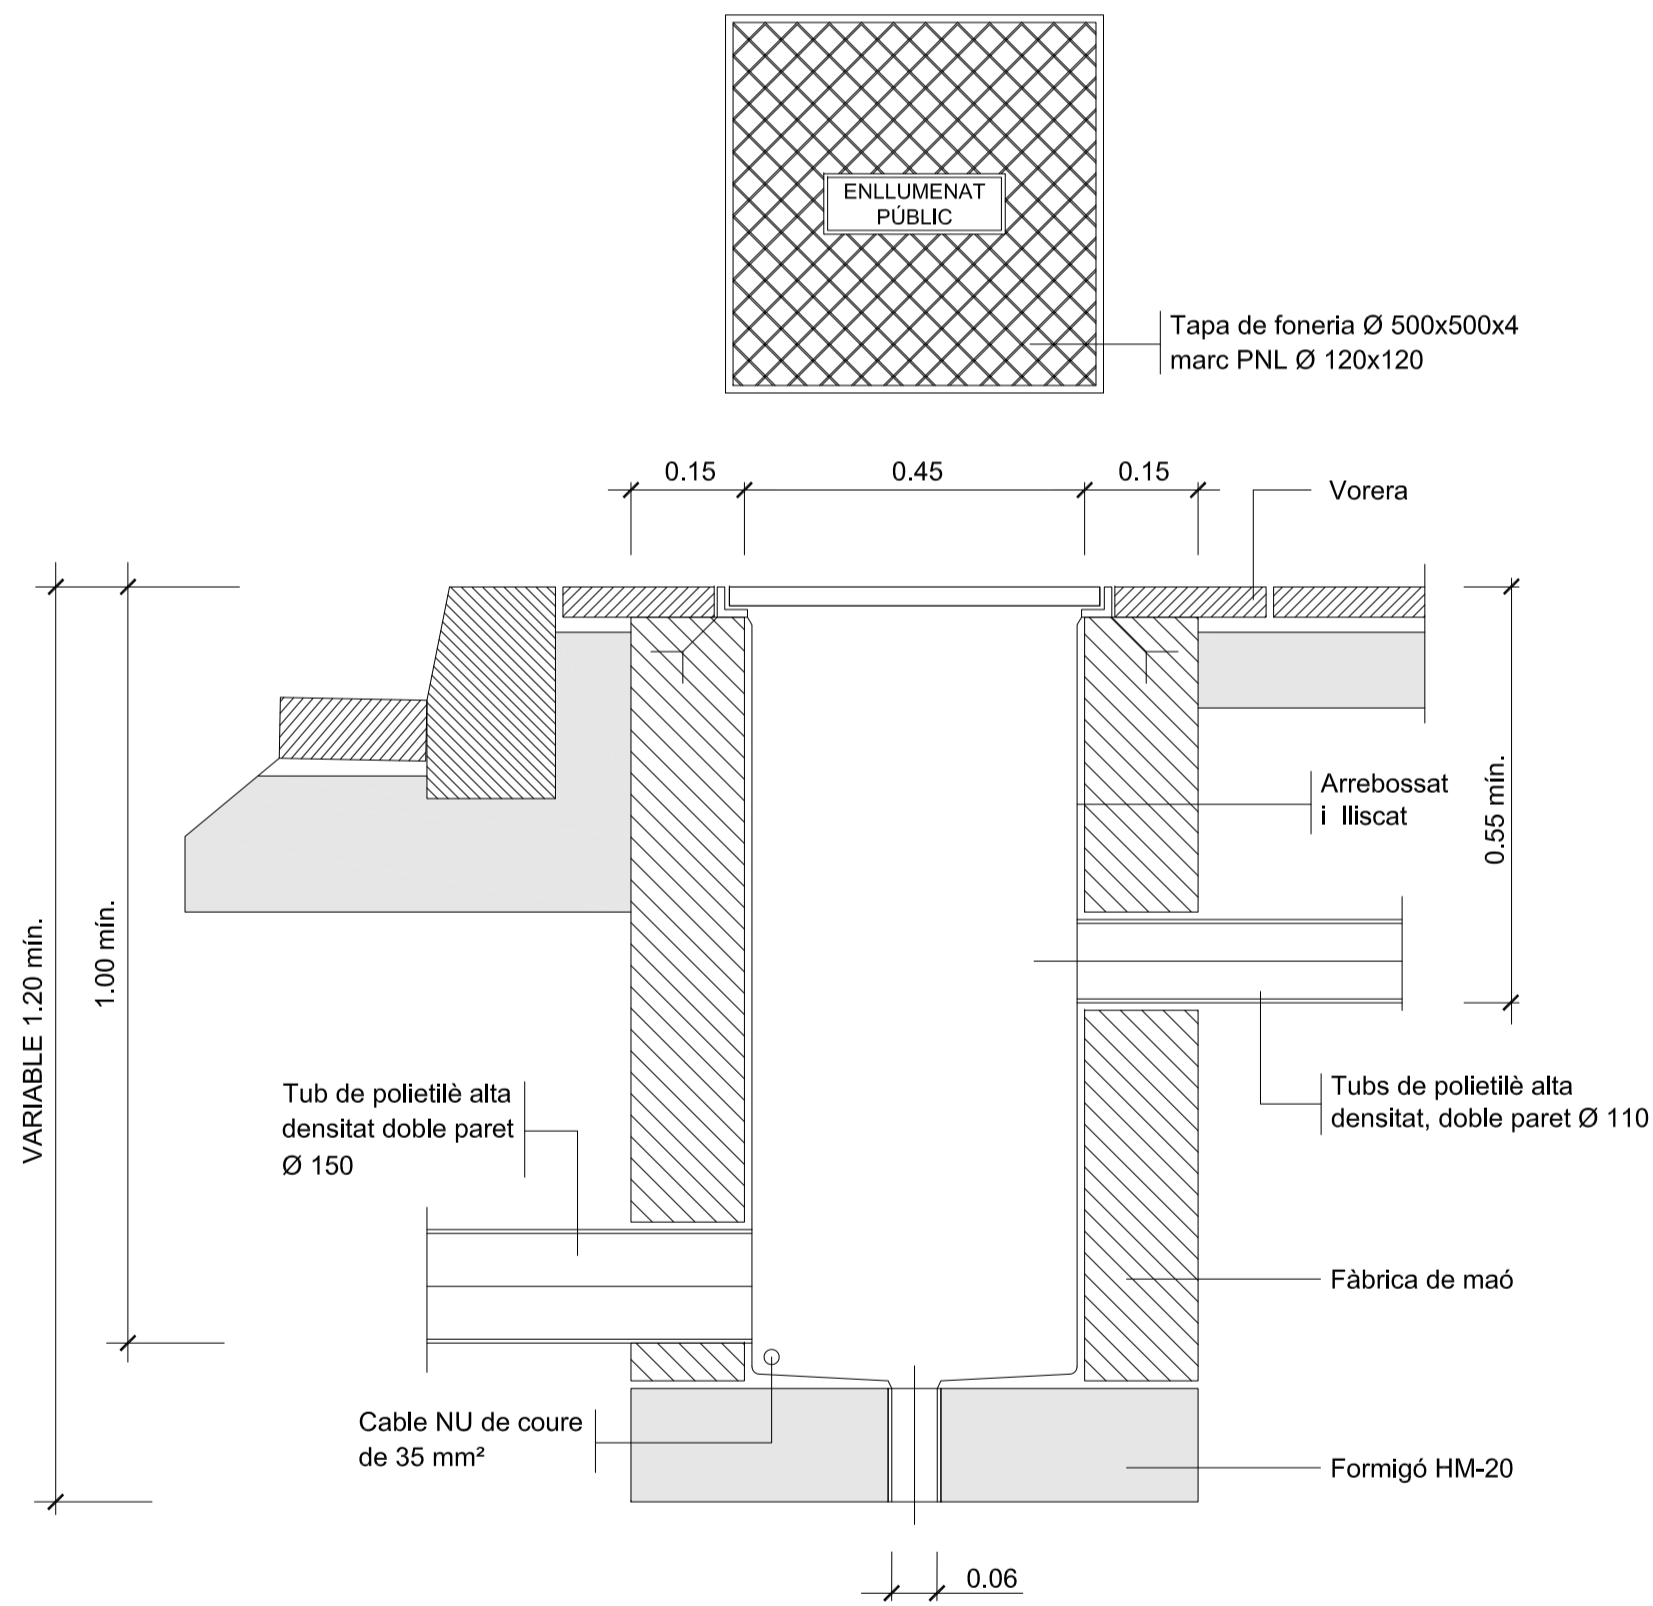 ENLLUMENAT
PÚBLIC
Tapa de foneria Ø 500x500x4
marc PNL Ø 120x120
0.15
0.45
0.15
Vorera
Arrebossat
i lliscat
0.55 mín.
1.00 mín.
VARIABLE 1.20 mín.
Tub de polietilè alta
densitat doble paret
Ø 150
Tubs de polietilè alta
densitat, doble paret Ø 110
Fàbrica de maó
Cable NU de coure
de 35 mm²
Formigó HM-20
0.06